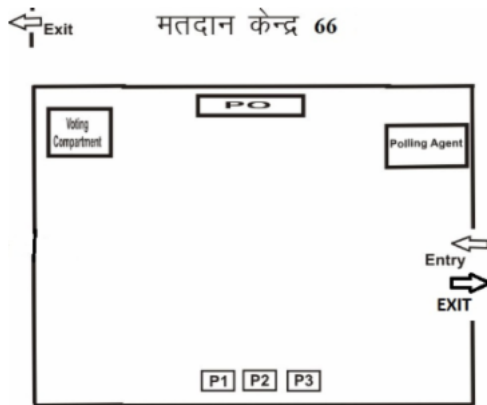 Exit
मतदान केन्द्र 66
PO
Voting
Compartment
Polling Agent
Entry
EXIT
P1 P2 P3